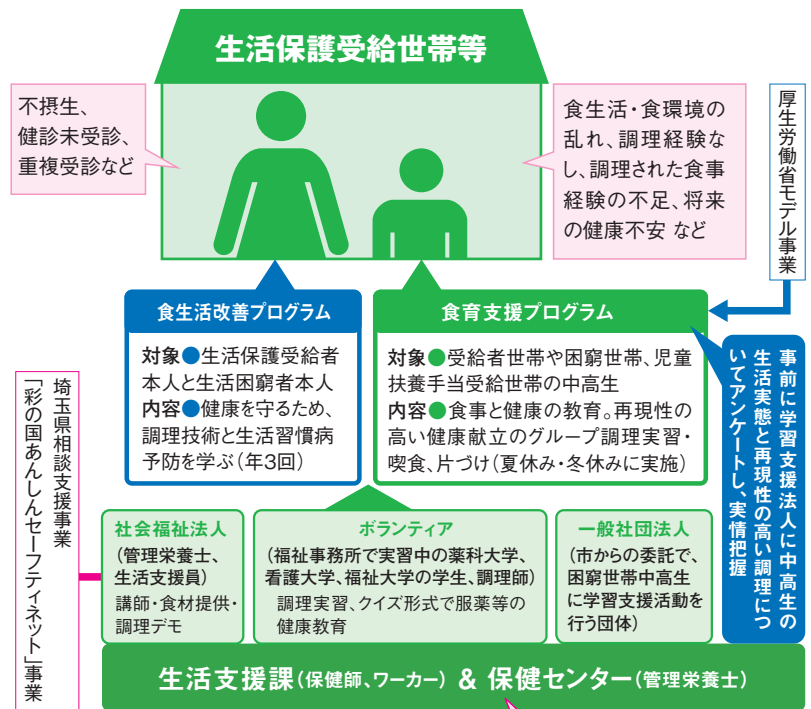 生活保護受給世帯等
不摂生、
健診未受診、
重複受診など
食生活・食環境の
乱れ、調理経験な
し、調理された食事
経験の不足、将来
の健康不安 など
厚生労働省モデル事業
食生活改善プログラム
対象●生活保護受給者
本人と生活困窮者本人
内容●健康を守るため、
調理技術と生活習慣病
予防を学ぶ(年3回)
食育支援プログラム
対象●受給者世帯や困窮世帯、児童
扶養手当受給世帯の中高生
内容●食事と健康の教育。再現性の
高い健康献立のグループ調理実習・
喫食、片づけ(夏休み・冬休みに実施)
事前に学習支援法人に中高生の
生活実態と再現性の高い調理につ
いてアンケートし、実情把握
埼玉県相談支援事業
「彩の国あんしんセーフティネット」事業
社会福祉法人
(管理栄養士、
生活支援員)
講師・食材提供・
調理デモ
ボランティア
(福祉事務所で実習中の薬科大学、
看護大学、福祉大学の学生、調理師)
調理実習、クイズ形式で服薬等の
健康教育
一般社団法人
(市からの委託で、
困窮世帯中高生
に学習支援活動を
行う団体)
生活支援課(保健師、ワーカー) & 保健センター(管理栄養士)